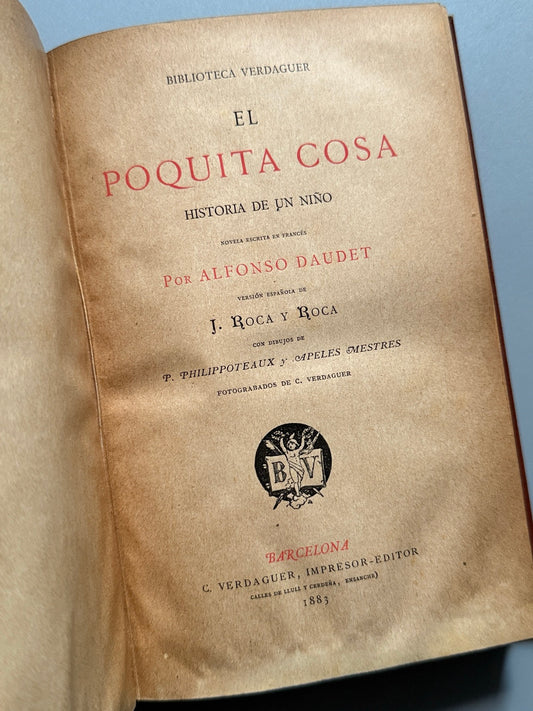 BIBLIOTECA VERDAGUER
EL
POQUITA COSA
HISTORIA DE UN NIÑO
NOVELA ESCRITA EN FRANCÉS
POR ALFONSO DAUDET
VERSIÓN ESPAÑOLA DE
J. ROCA Y ROCA
CON DIBUJOS DE
P. PHILIPPOTEAUX y APELES MESTRES
FOTOGRABADOS DE C. VERDAGUER
B V
BARCELONA
C. VERDAGUER, IMPRESOR-EDITOR
CALLES DE LLULL Y CERDEÑA, ENSANCHE)
1883